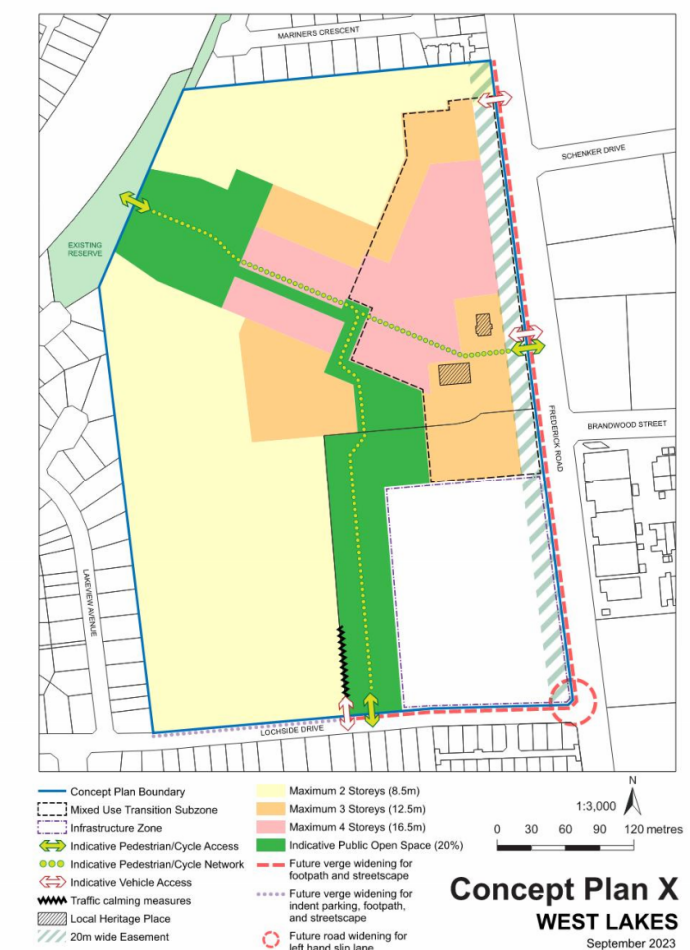 MARINERS CRESCENT
SCHENKER DRIVE
EXISTING
RESERVE
FREDERICK ROAD
BRANDWOOD STREET
LAKEVIEW AVENUE
LOCHSIDE DRIVE
Concept Plan Boundary
Mixed Use Transition Subzone
Infrastructure Zone
Indicative Pedestrian/Cycle Access
Indicative Pedestrian/Cycle Network
Indicative Vehicle Access
Traffic calming measures
Local Heritage Place
20m wide Easement
Maximum 2 Storeys (8.5m)
Maximum 3 Storeys (12.5m)
Maximum 4 Storeys (16.5m)
Indicative Public Open Space (20%)
Future verge widening for
footpath and streetscape
Future verge widening for
indent parking, footpath,
and streetscape
Future road widening for
left hand slip lane
N
1:3,000
0 30 60 90 120 metres
Concept Plan X
WEST LAKES
September 2023